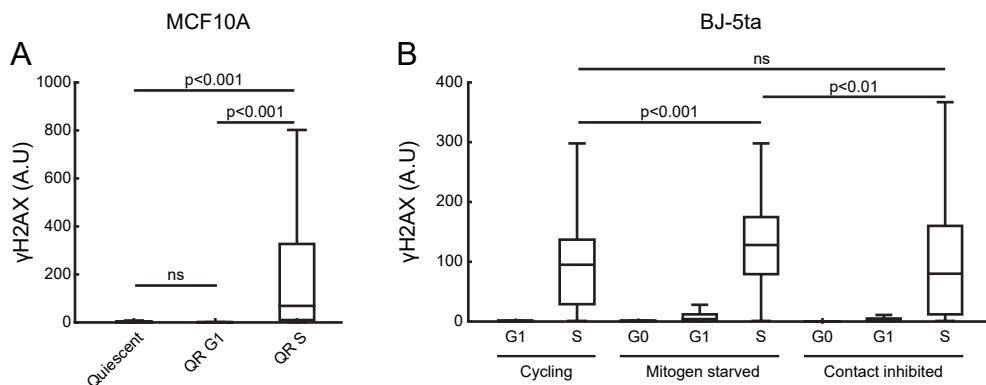 MCF10A
BJ-5ta
A
B
γH2AX (A.U)
1000
800
600
400
200
0
p<0.001
p<0.001
ns
Quiescent
QR G1
QR S
γH2AX (A.U)
400
300
200
100
0
ns
p<0.001
p<0.01
G1 S G0 G1 S G0 G1 S
Cycling Mitogen starved Contact inhibited